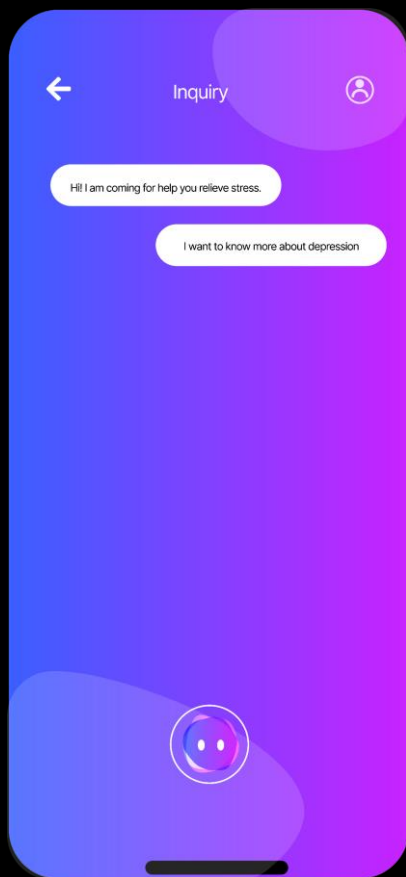 Inquiry
Hi! I am coming for help you relieve stress.
I want to know more about depression